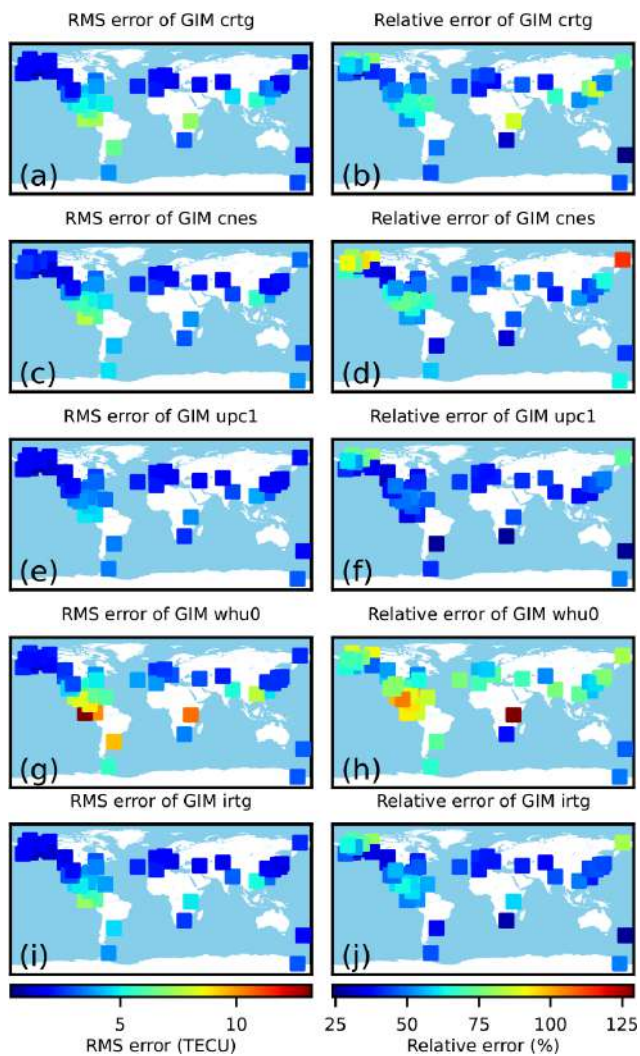 RMS error of GIM crtg
Relative error of GIM crtg
(a)
(b)
RMS error of GIM cnes
Relative error of GIM cnes
(c)
(d)
RMS error of GIM upc1
Relative error of GIM upc1
(e)
(f)
RMS error of GIM whu0
Relative error of GIM whu0
(g)
(h)
RMS error of GIM irtg
Relative error of GIM irtg
(i)
(j)
5 10
25 50 75 100 125
RMS error (TECU)
Relative error (%)